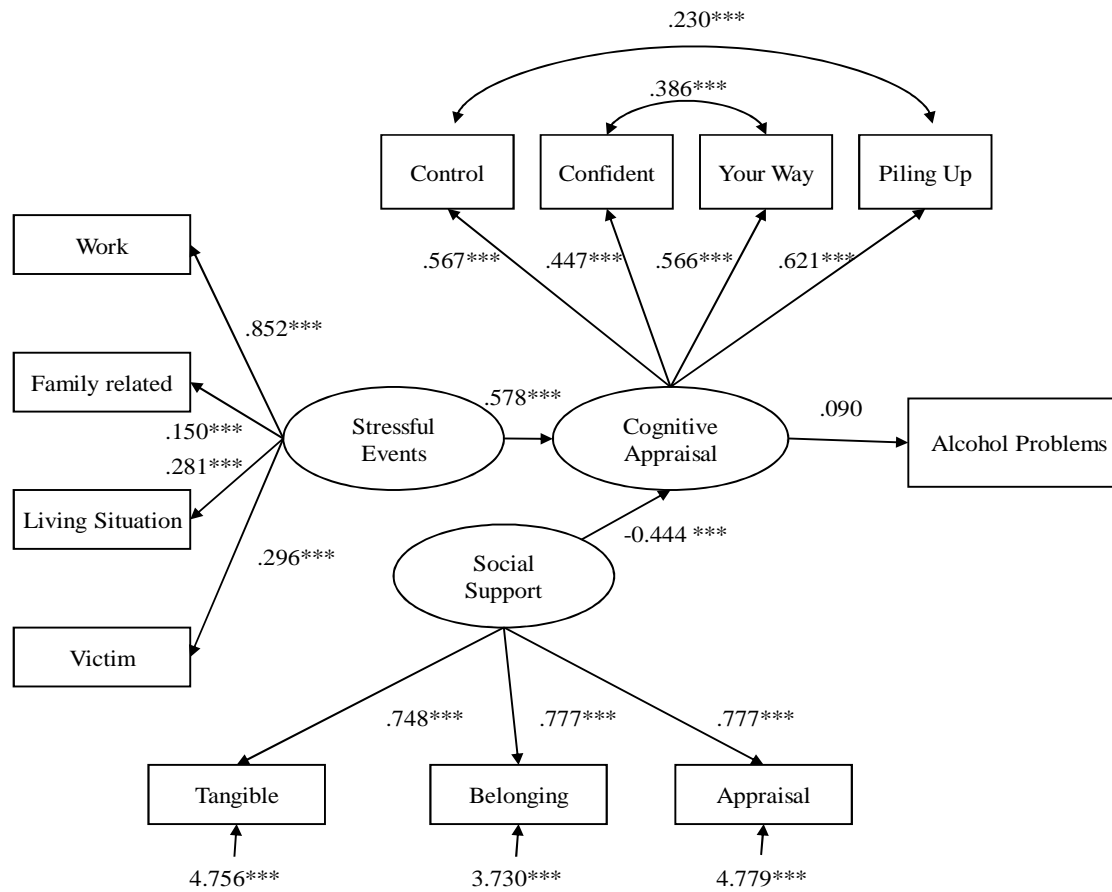 .230***
.386***
Control
Confident
Your Way
Piling Up
.567***
.447***
.566***
.621***
Work
.852***
Family related
.150***
.281***
Living Situation
.296***
Victim
Stressful
Events
.578***
Cognitive
Appraisal
.090
Alcohol Problems
-0.444 ***
Social
Support
.748***
.777***
.777***
Tangible
Belonging
Appraisal
4.756***
3.730***
4.779***